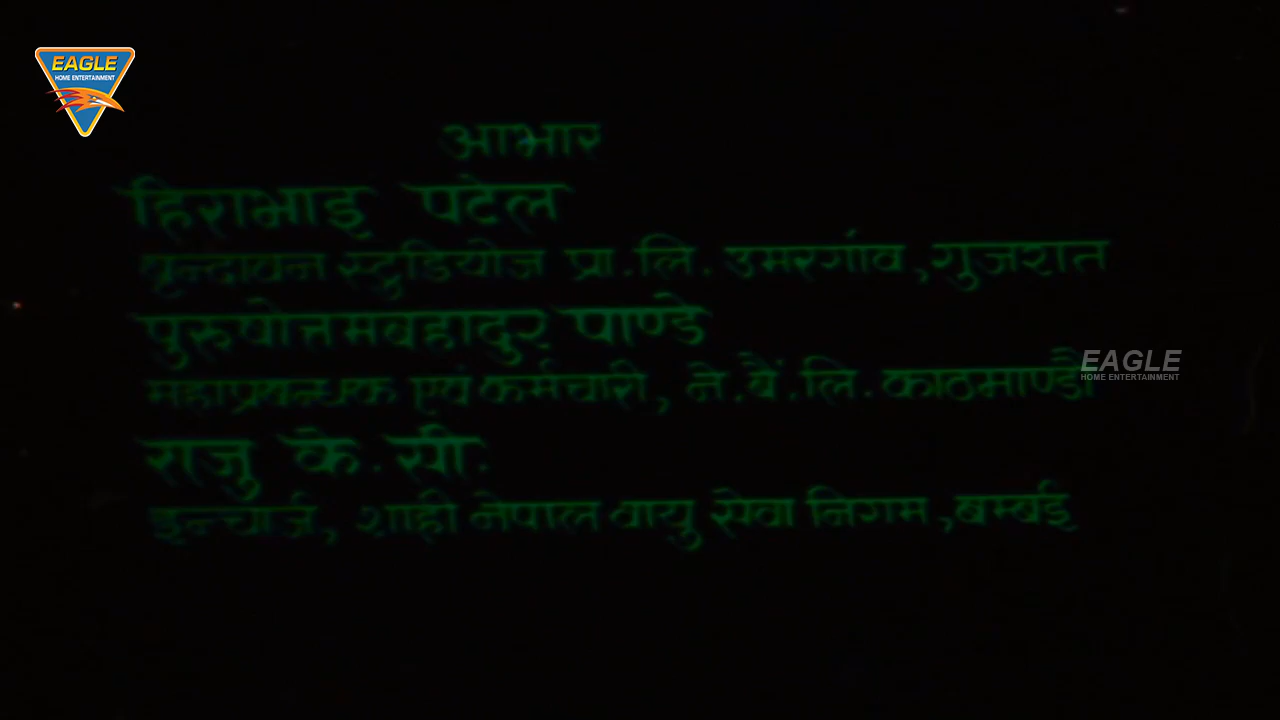 EAGLE
HOME ENTERTAINMENT
आभार
हिराभाइ पटेल
वृन्दावन स्टुडियोज प्रा.लि. उमरगांव,गुजरात
पुरुषोत्तमबहादुर पाण्डे
महाप्रबन्धक एवं कर्मचारी, ने.बैं.लि.काठमाण्डौ
EAGLE
HOME ENTERTAINMENT
राजु के.सी.
इन्चार्ज, शाही नेपाल वायु सेवा निगम,बम्बई